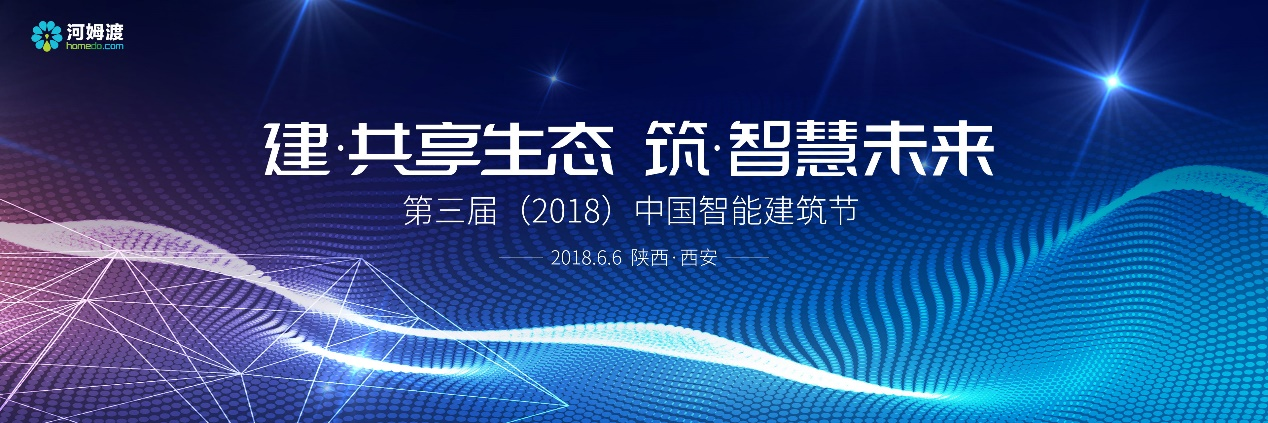 河姆渡
homedo.com
建·共享生态 筑·智慧未来
第三届（2018）中国智能建筑节
2018.6.6 陕西·西安